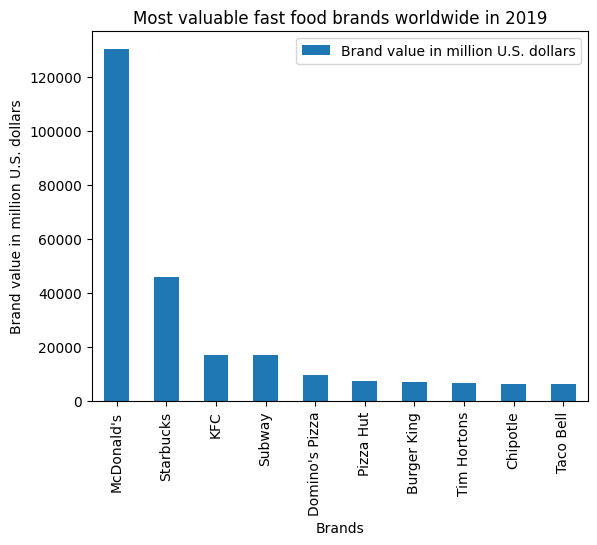 Most valuable fast food brands worldwide in 2019
Brand value in million U.S. dollars
Brand value in million U.S. dollars
120000
100000
80000
60000
40000
20000
0
McDonald's
Starbucks
KFC
Subway
Domino's Pizza
Pizza Hut
Burger King
Tim Hortons
Chipotle
Taco Bell
Brands